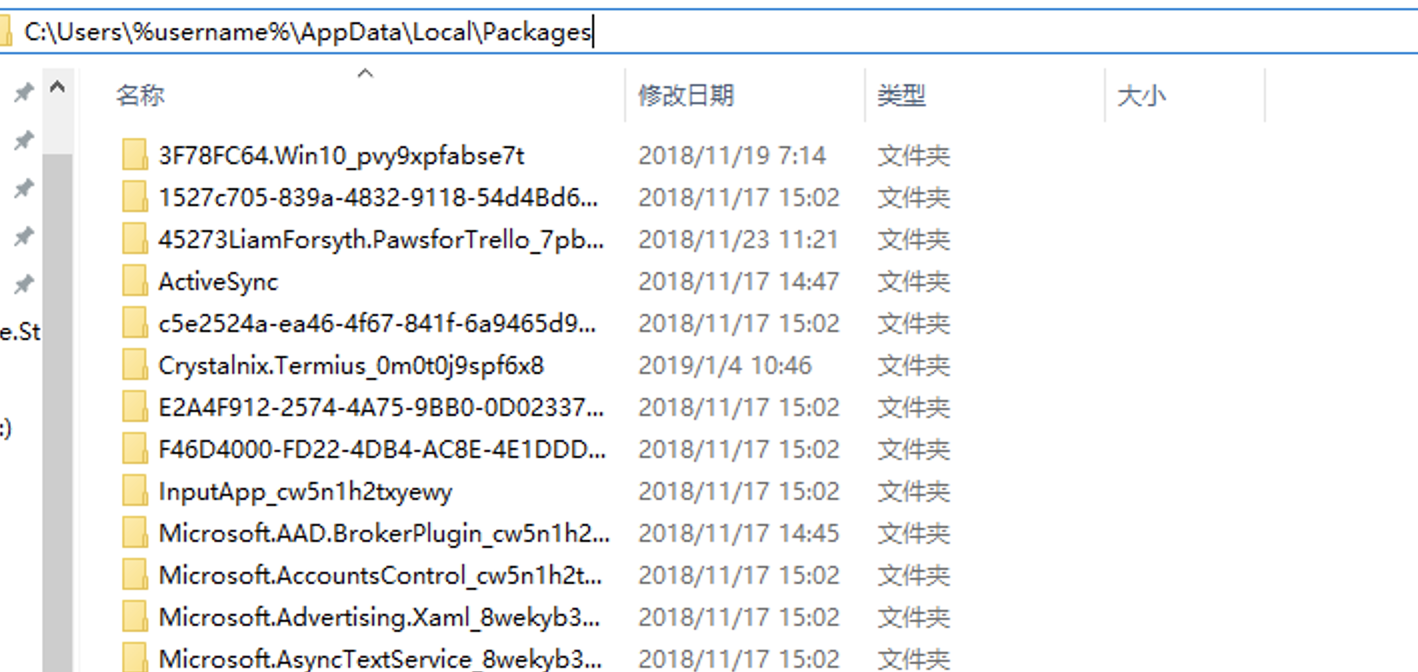 C:\Users\%username%\AppData\Local\Packages
名称 修改日期 类型 大小
3F78FC64.Win10_pvy9xpfabse7t 2018/11/19 7:14 文件夹
1527c705-839a-4832-9118-54d4Bd6... 2018/11/17 15:02 文件夹
45273LiamForsyth.PawsforTrello_7pb... 2018/11/23 11:21 文件夹
ActiveSync 2018/11/17 14:47 文件夹
e.St
c5e2524a-ea46-4f67-841f-6a9465d9... 2018/11/17 15:02 文件夹
Crystalnix.Termius_0m0t0j9spf6x8 2019/1/4 10:46 文件夹
E2A4F912-2574-4A75-9BB0-0D02337... 2018/11/17 15:02 文件夹
:)
F46D4000-FD22-4DB4-AC8E-4E1DDD... 2018/11/17 15:02 文件夹
InputApp_cw5n1h2txyewy 2018/11/17 15:02 文件夹
Microsoft.AAD.BrokerPlugin_cw5n1h2... 2018/11/17 14:45 文件夹
Microsoft.AccountsControl_cw5n1h2t... 2018/11/17 15:02 文件夹
Microsoft.Advertising.Xaml_8wekyb3... 2018/11/17 15:02 文件夹
Microsoft.AsyncTextService_8wekyb3... 2018/11/17 15:02 文件夹